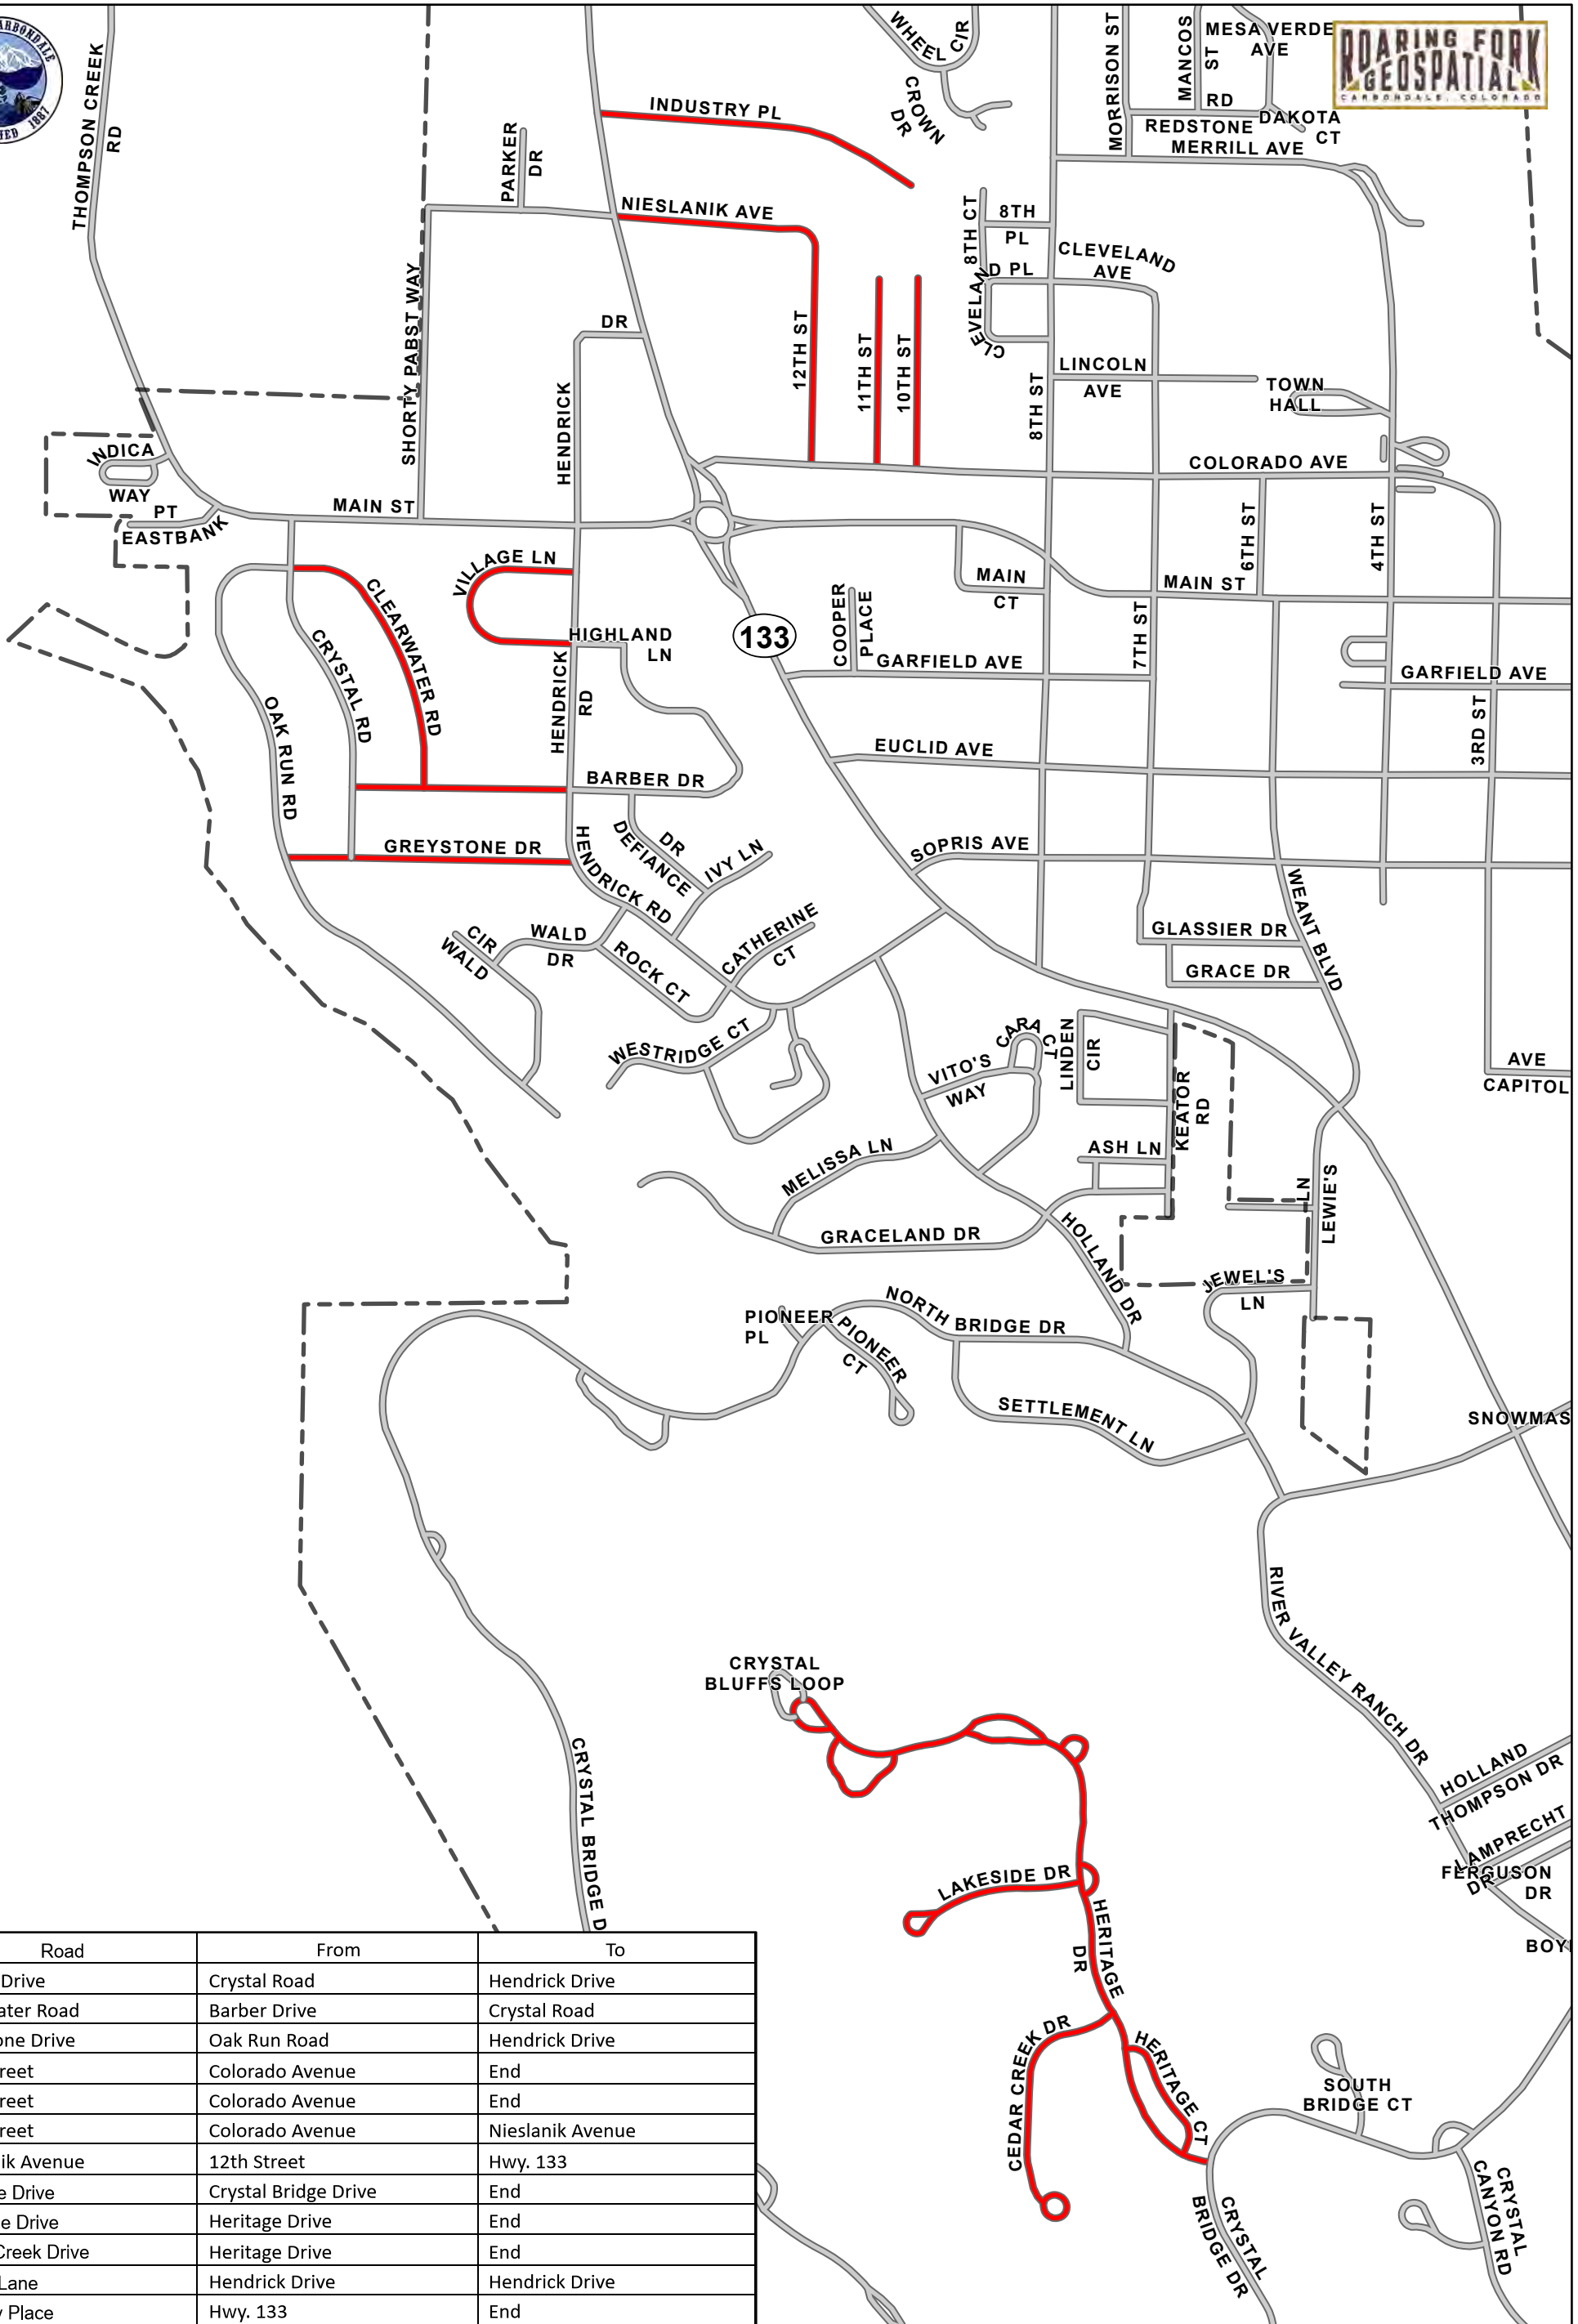 ARBONDALE
ED 1887
ROARING FORK
GEOSPATIAL
CARBONDALE, COLORADO
THOMPSON CREEK
RD
WHEEL CIR
CROWN
DR
MORRISON ST
MANCOS
ST
MESA VERDE
AVE
RD
REDSTONE
DAKOTA
CT
MERRILL AVE
INDUSTRY PL
PARKER
DR
NIESLANIK AVE
8TH CT
8TH
PL
CLEVELAND
AVE
CLEVELAND PL
SHORTY PABST WAY
DR
HENDRICK
12TH ST
11TH ST
10TH ST
8TH ST
LINCOLN
AVE
TOWN
HALL
INDICA
WAY
PT
EASTBANK
MAIN ST
COLORADO AVE
6TH ST
4TH ST
VILLAGE LN
CLEARWATER RD
CRYSTAL RD
HIGHLAND
LN
HENDRICK
RD
133
COOPER
PLACE
MAIN
CT
MAIN ST
7TH ST
GARFIELD AVE
GARFIELD AVE
3RD ST
OAK RUN RD
EUCLID AVE
BARBER DR
GREYSTONE DR
HENDRICK RD
DR
DEFIANCE
IVY LN
SOPRIS AVE
WEANT BLVD
CIR
WALD
WALD
DR
ROCK CT
CATHERINE
CT
GLASSIER DR
GRACE DR
WESTRIDGE CT
VITO'S
WAY
CARA
CT
LINDEN
CIR
KEATOR
RD
AVE
CAPITOL
ASH LN
MELISSA LN
LN
LEWIE'S
GRACELAND DR
HOLLAND DR
JEWEL'S
LN
PIONEER
PL
PIONEER
CT
NORTH BRIDGE DR
SETTLEMENT LN
SNOWMAS
RIVER VALLEY RANCH DR
CRYSTAL
BLUFFS LOOP
CRYSTAL BRIDGE D
HOLLAND
THOMPSON DR
LAMPRECHT
DR
FERGUSON
DR
BOY
LAKESIDE DR
HERITAGE
DR
CEDAR CREEK DR
HERITAGE CT
SOUTH
BRIDGE CT
CRYSTAL
CANYON RD
CRYSTAL
BRIDGE DR
Road From To
Drive Crystal Road Hendrick Drive
ater Road Barber Drive Crystal Road
one Drive Oak Run Road Hendrick Drive
reet Colorado Avenue End
reet Colorado Avenue End
reet Colorado Avenue Nieslanik Avenue
ik Avenue 12th Street Hwy. 133
e Drive Crystal Bridge Drive End
e Drive Heritage Drive End
Creek Drive Heritage Drive End
Lane Hendrick Drive Hendrick Drive
y Place Hwy. 133 End